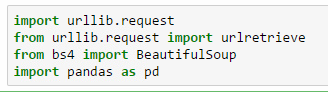 import urllib.request
from urllib.request import urlretrieve
from bs4 import BeautifulSoup
import pandas as pd